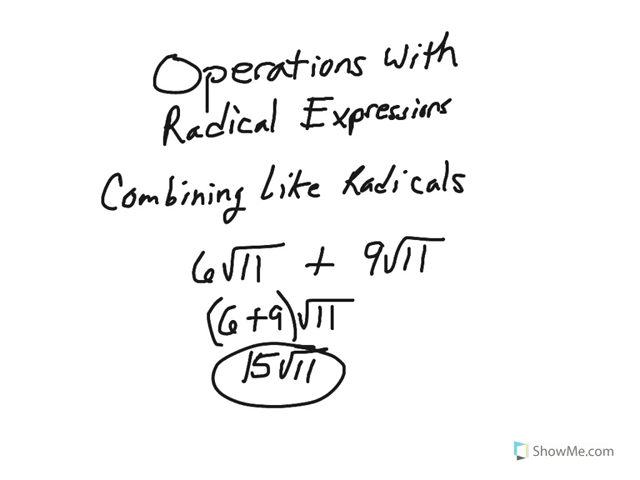 Operations with
Radical Expressions
Combining Like Radicals
6√11 + 9√11
(6+9)√11
15√11
ShowMe.com